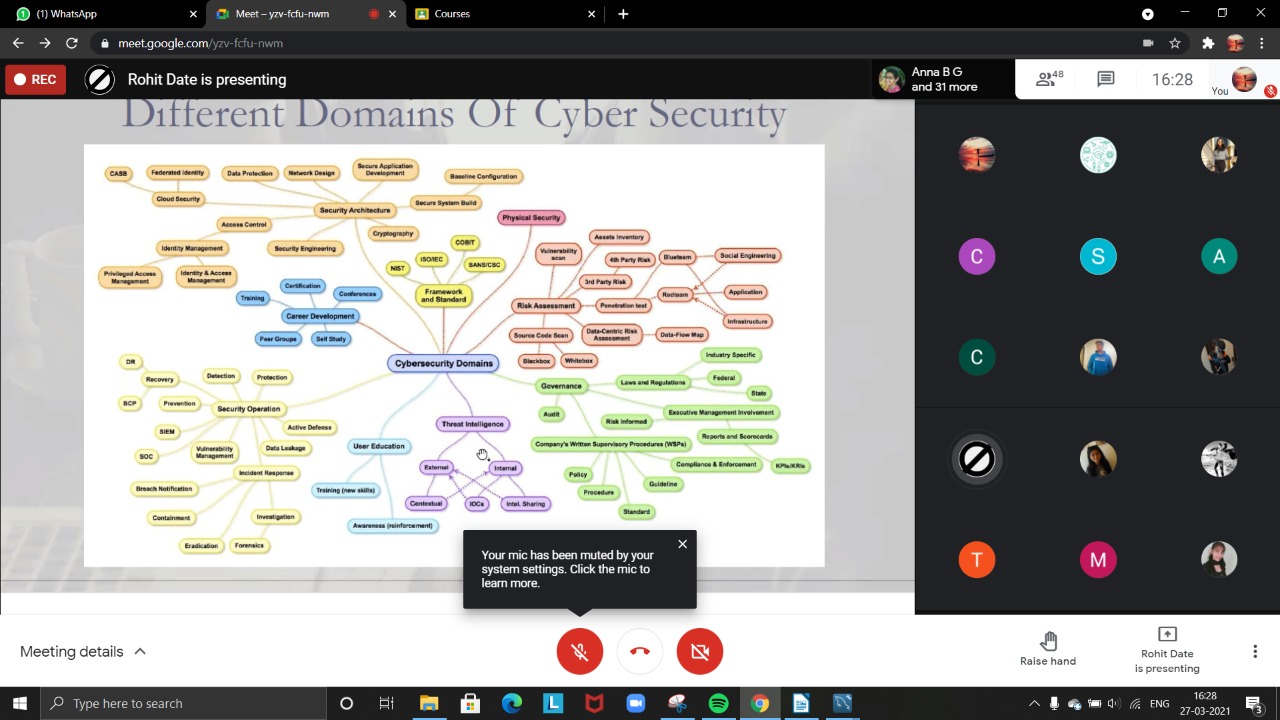 (1) WhatsApp
Meet – yzv-fcfu-nwm
Courses
meet.google.com/yzv-fcfu-nwm
REC
Rohit Date is presenting
Anna B G
and 31 more
48
16:28
You
Different Domains Of Cyber Security
CASB
Federated Identity
Data Protection
Network Design
Secure Application
Development
Baseline Configuration
Cloud Security
Security Architecture
Secure System Build
Access Control
Cryptography
Identity Management
Security Engineering
Privileged Access
Management
Identity & Access
Management
Physical Security
COBIT
ISO/IEC
NIST
SANS/CSC
Framework
and Standard
Certification
Training
Conferences
Career Development
Peer Groups
Self Study
Assets Inventory
Vulnerability
scan
4th Party Risk
Blueteam
Social Engineering
3rd Party Risk
Redteam
Application
Risk Assessment
Penetration test
Infrastructure
Source Code Scan
Data-Centric Risk
Assessment
Data-Flow Map
Blackbox
Whitebox
Cybersecurity Domains
DR
Recovery
Detection
Protection
BCP
Prevention
Security Operation
SIEM
Active Defense
SOC
Vulnerability
Management
Data Leakage
Incident Response
Breach Notification
Containment
Investigation
Eradication
Forensics
User Education
Training (new skills)
Awareness (reinforcement)
Threat Intelligence
External
Internal
Contextual
IOCs
Intel. Sharing
Industry Specific
Governance
Laws and Regulations
Federal
State
Audit
Executive Management Involvement
Risk Informed
Reports and Scorecards
Company's Written Supervisory Procedures (WSPs)
Compliance & Enforcement
KPIs/KRIs
Policy
Procedure
Guideline
Standard
C
S
A
C
T
M
Your mic has been muted by your
system settings. Click the mic to
learn more.
Meeting details
Raise hand
Rohit Date
is presenting
Type here to search
ENG
16:28
27-03-2021